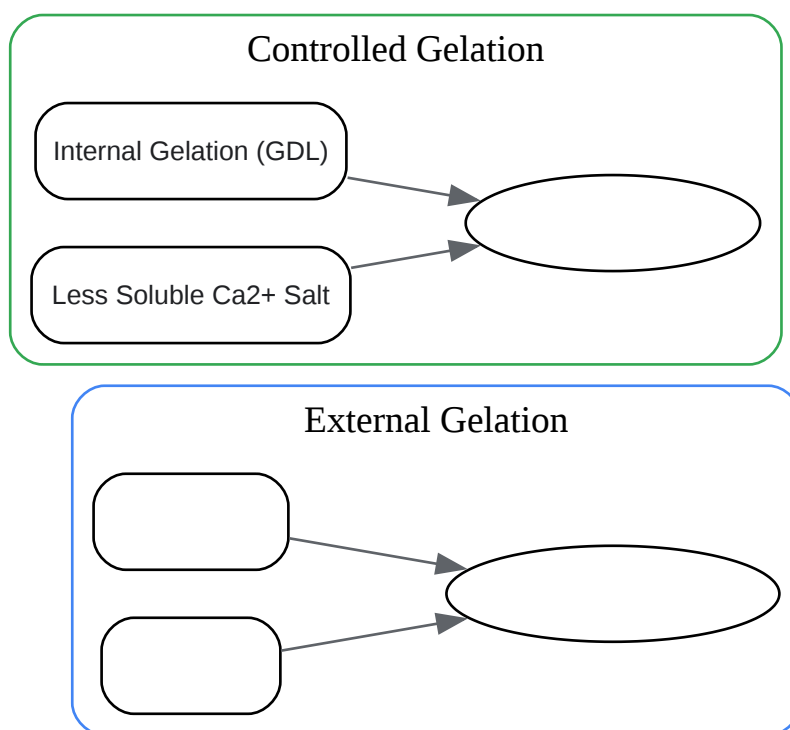 Controlled Gelation
Internal Gelation (GDL)
Less Soluble Ca2+ Salt
External Gelation